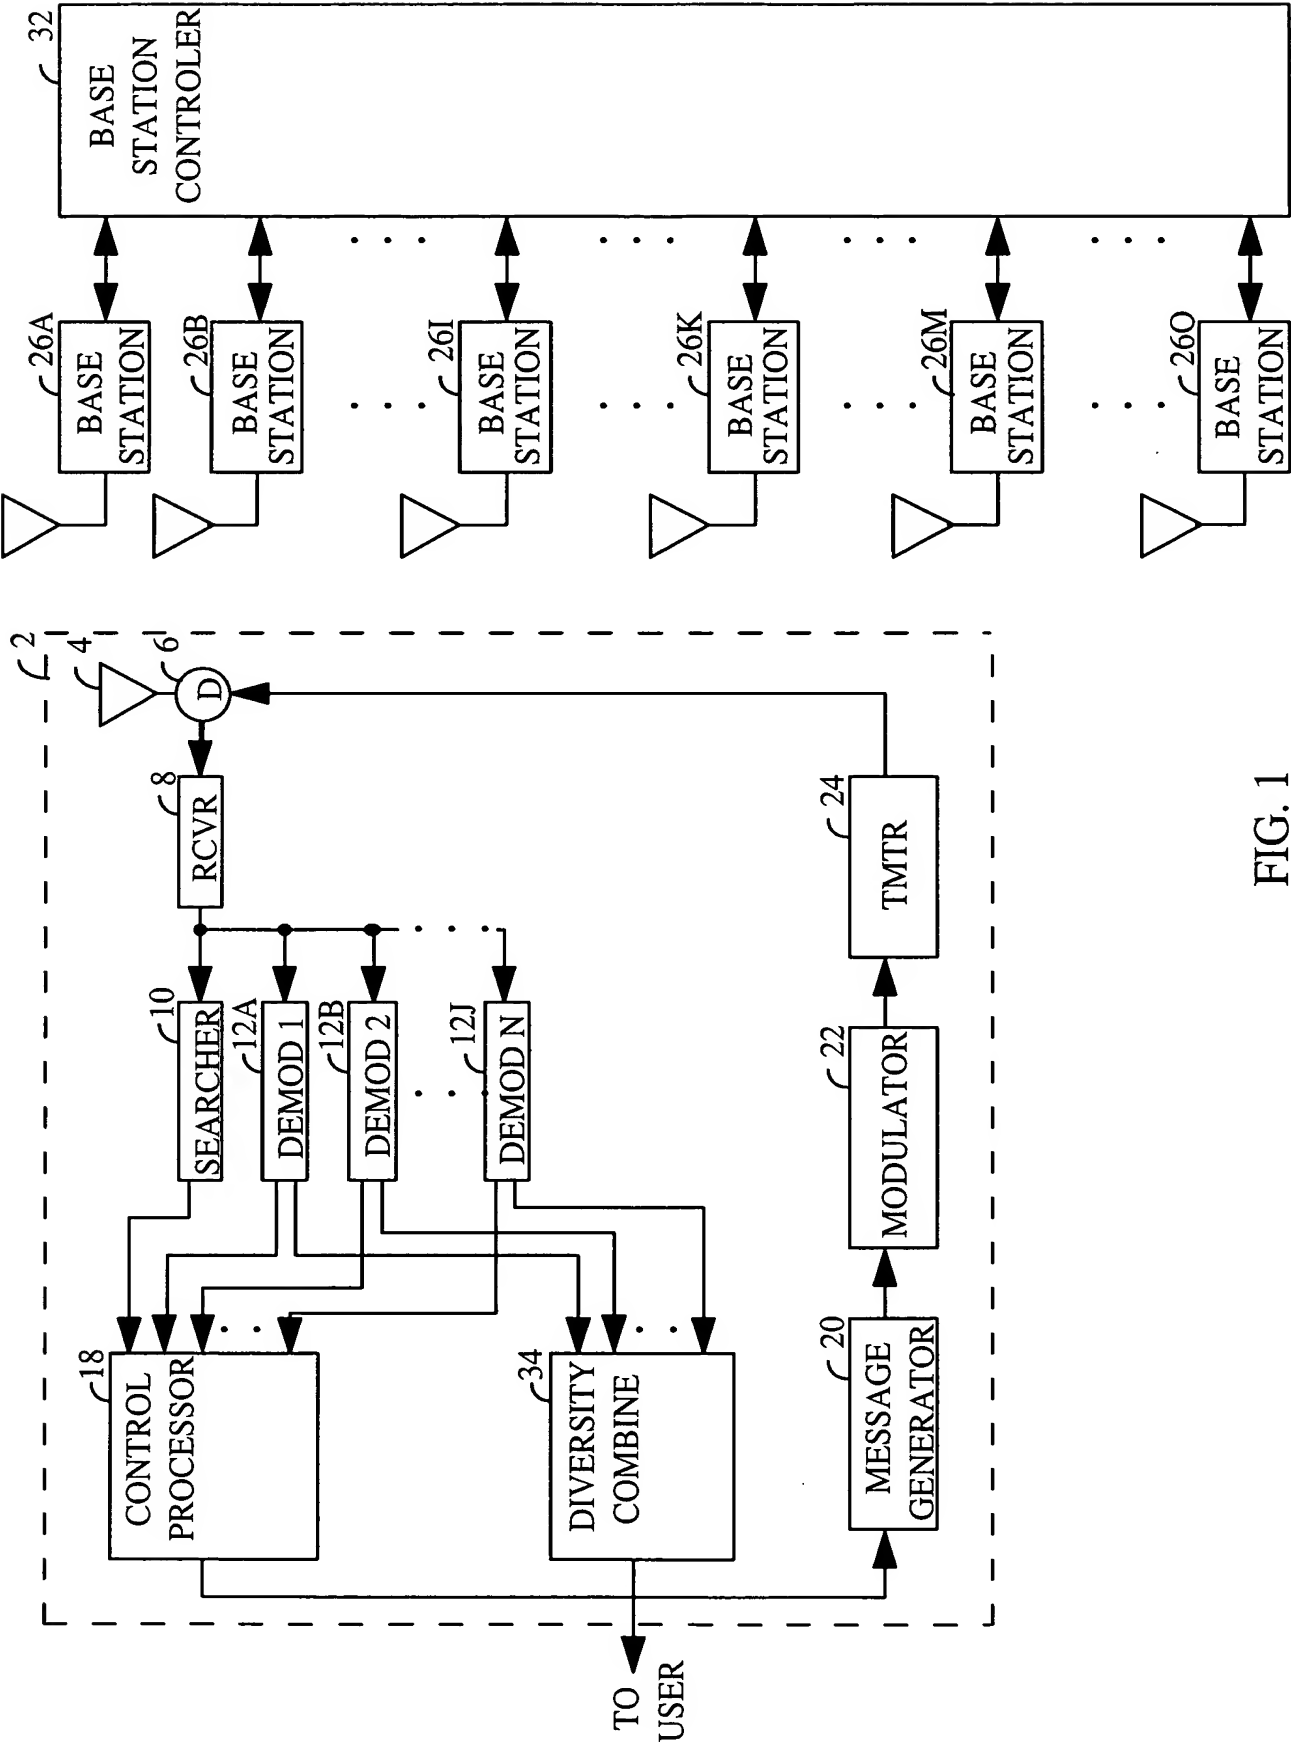 2
4
6
D
8
RCVR
10
SEARCHER
12A
DEMOD 1
12B
DEMOD 2
12J
DEMOD N
18
CONTROL
PROCESSOR
34
DIVERSITY
COMBINE
TO
USER
20
MESSAGE
GENERATOR
22
MODULATOR
24
TMTR
26A
BASE
STATION
26B
BASE
STATION
26I
BASE
STATION
26K
BASE
STATION
26M
BASE
STATION
26O
BASE
STATION
32
BASE
STATION
CONTROLER
FIG. 1